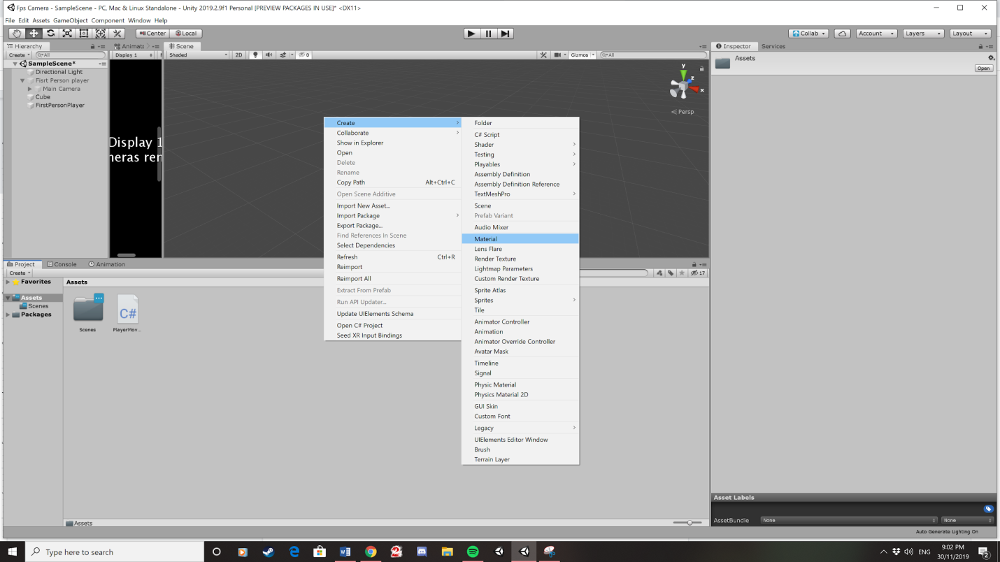 Fps Camera - SampleScene - PC, Mac & Linux Standalone - Unity 2019.2.9f1 Personal [PREVIEW PACKAGES IN USE]* <DX11>
File Edit Assets GameObject Component Window Help
Center Local
Collab Account Layers Layout
Hierarchy
Create All
SampleScene*
Directional Light
Fisrt Person player
Main Camera
Cube
FirstPersonPlayer
Animato
Display 1
Display 1
neras ren
Scene
Shaded 2D 0 Gizmos All
y
z
x
Persp
Inspector Services
Assets
Open
Create
Collaborate
Show in Explorer
Open
Delete
Rename
Copy Path Alt+Ctrl+C
Open Scene Additive
Import New Asset...
Import Package
Export Package...
Find References In Scene
Select Dependencies
Refresh Ctrl+R
Reimport
Reimport All
Extract From Prefab
Run API Updater...
Update UIElements Schema
Open C# Project
Seed XR Input Bindings
Folder
C# Script
Shader
Testing
Playables
Assembly Definition
Assembly Definition Reference
TextMeshPro
Scene
Prefab Variant
Audio Mixer
Material
Lens Flare
Render Texture
Lightmap Parameters
Custom Render Texture
Sprite Atlas
Sprites
Tile
Animator Controller
Animation
Animator Override Controller
Avatar Mask
Timeline
Signal
Physic Material
Physics Material 2D
GUI Skin
Custom Font
Legacy
UIElements Editor Window
Brush
Terrain Layer
Project Console Animation
Create 17
Favorites
Assets
Scenes
Packages
Assets
C#
Scenes PlayerMov...
Assets
Asset Labels
AssetBundle None None
Auto Generate Lighting On
Type here to search
ENG
9:02 PM
30/11/2019
2